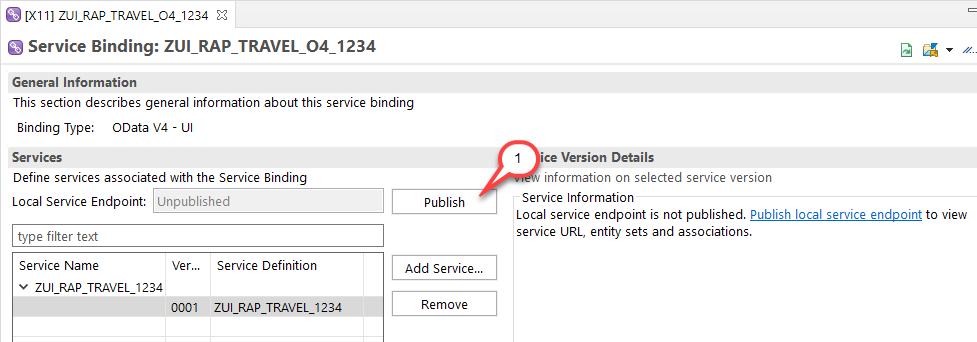 [X11] ZUI_RAP_TRAVEL_O4_1234
Service Binding: ZUI_RAP_TRAVEL_O4_1234
General Information
This section describes general information about this service binding
Binding Type: OData V4 - UI
Services
Define services associated with the Service Binding
Local Service Endpoint: Unpublished
Publish
1
type filter text
Service Name Ver... Service Definition
ZUI_RAP_TRAVEL_1234
0001 ZUI_RAP_TRAVEL_1234
Add Service...
Remove
Version Details
View information on selected service version
Service Information
Local service endpoint is not published. Publish local service endpoint to view
service URL, entity sets and associations.